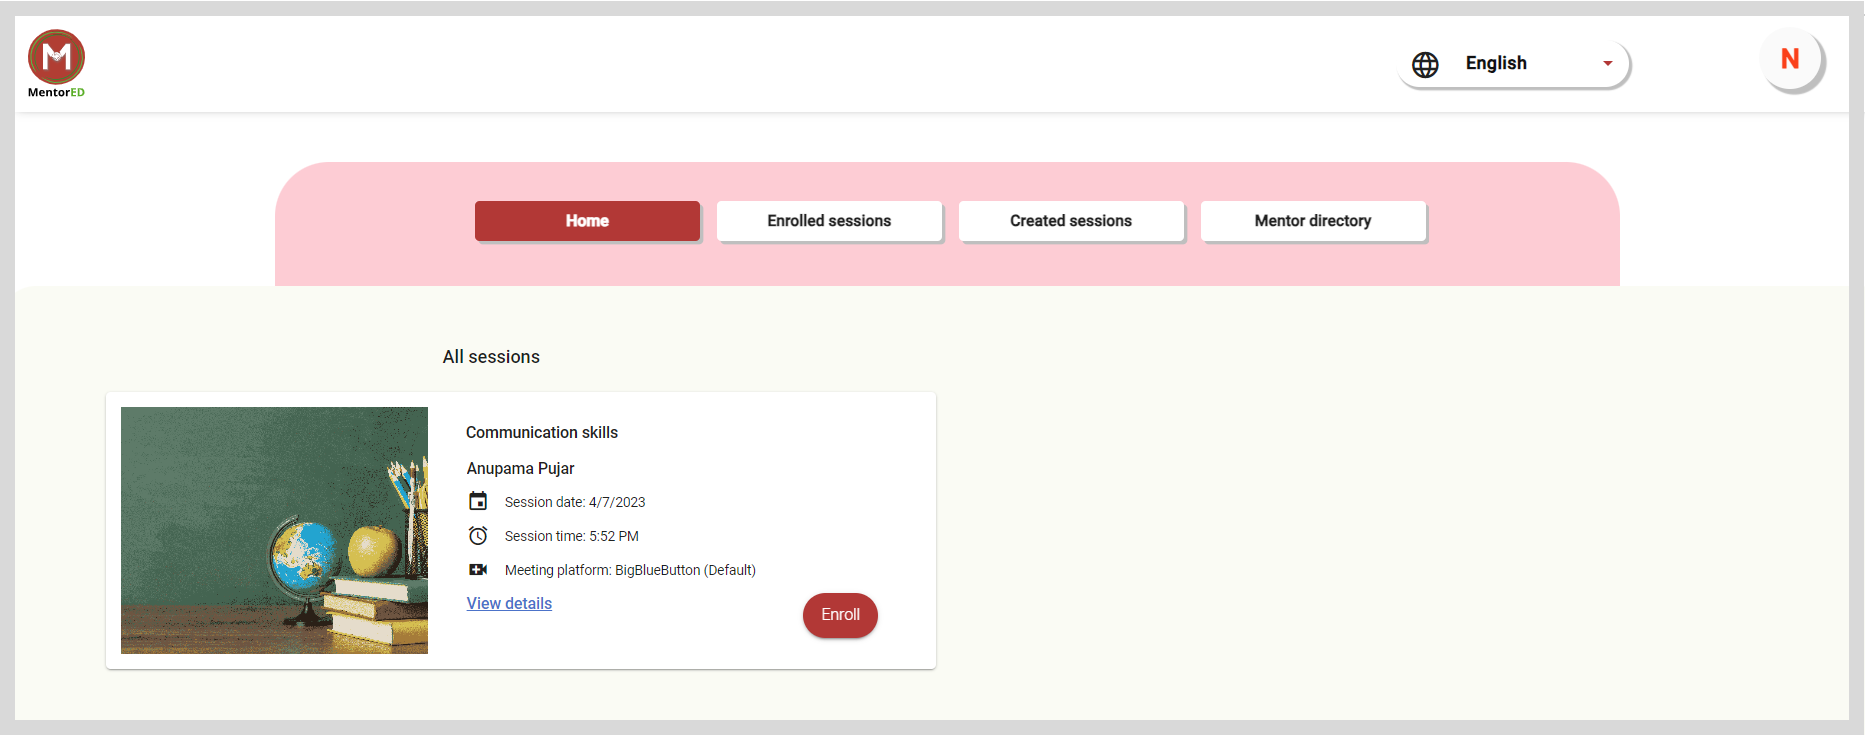 M
MentorED
English
N
Home
Enrolled sessions
Created sessions
Mentor directory
All sessions
Communication skills
Anupama Pujar
Session date: 4/7/2023
Session time: 5:52 PM
Meeting platform: BigBlueButton (Default)
View details
Enroll